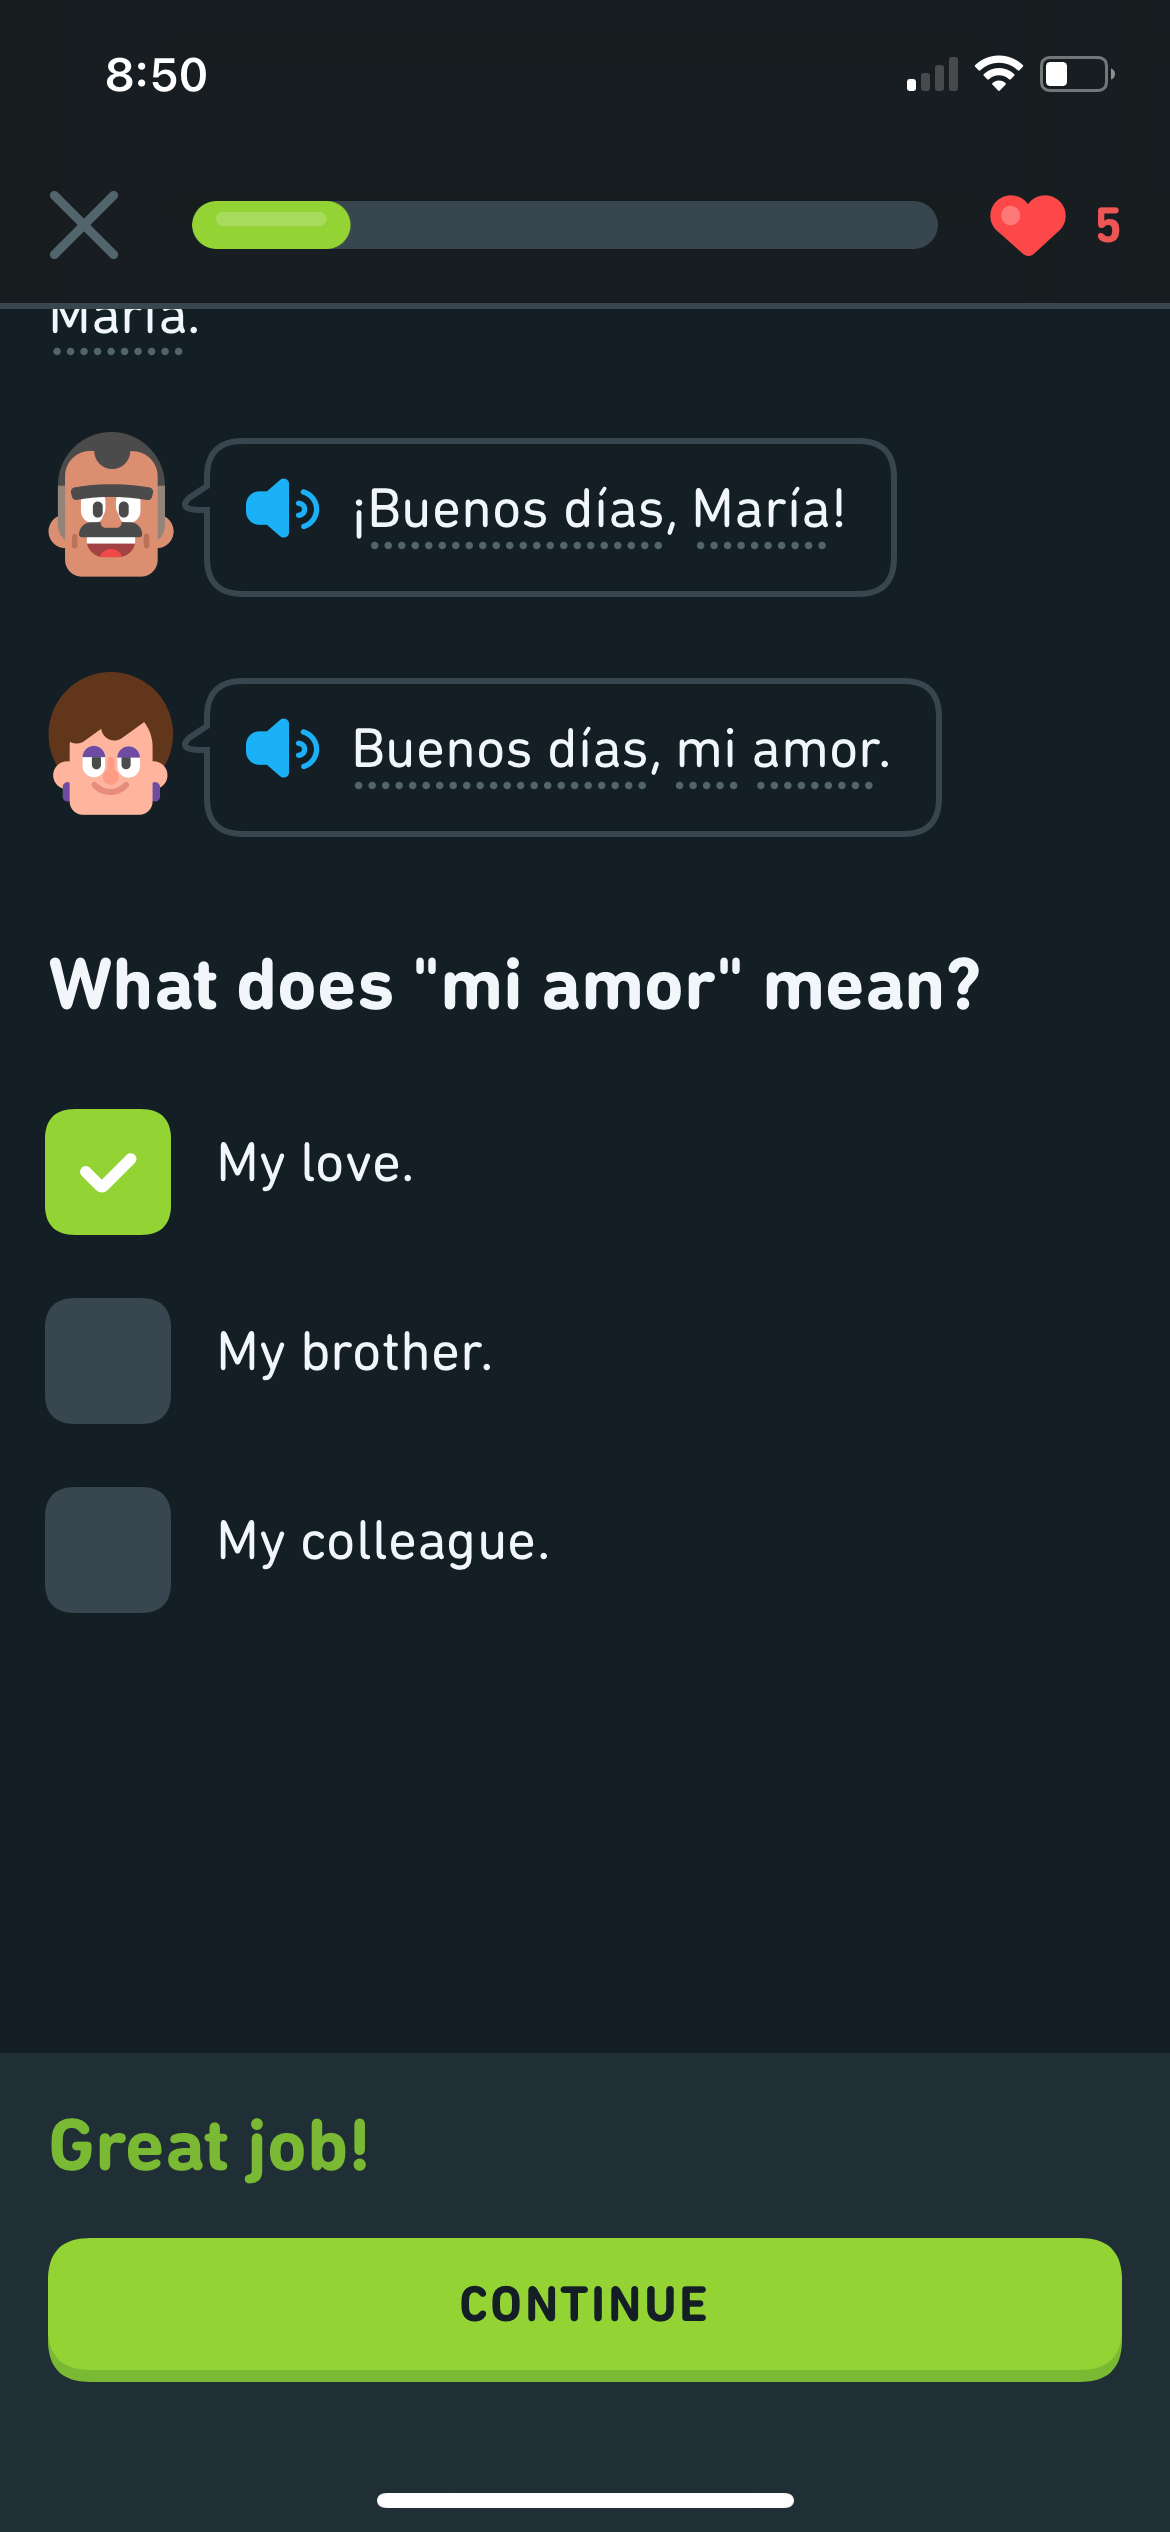 8:50
5
María.
¡Buenos días, María!
Buenos días, mi amor.
What does "mi amor" mean?
My love.
My brother.
My colleague.
Great job!
CONTINUE